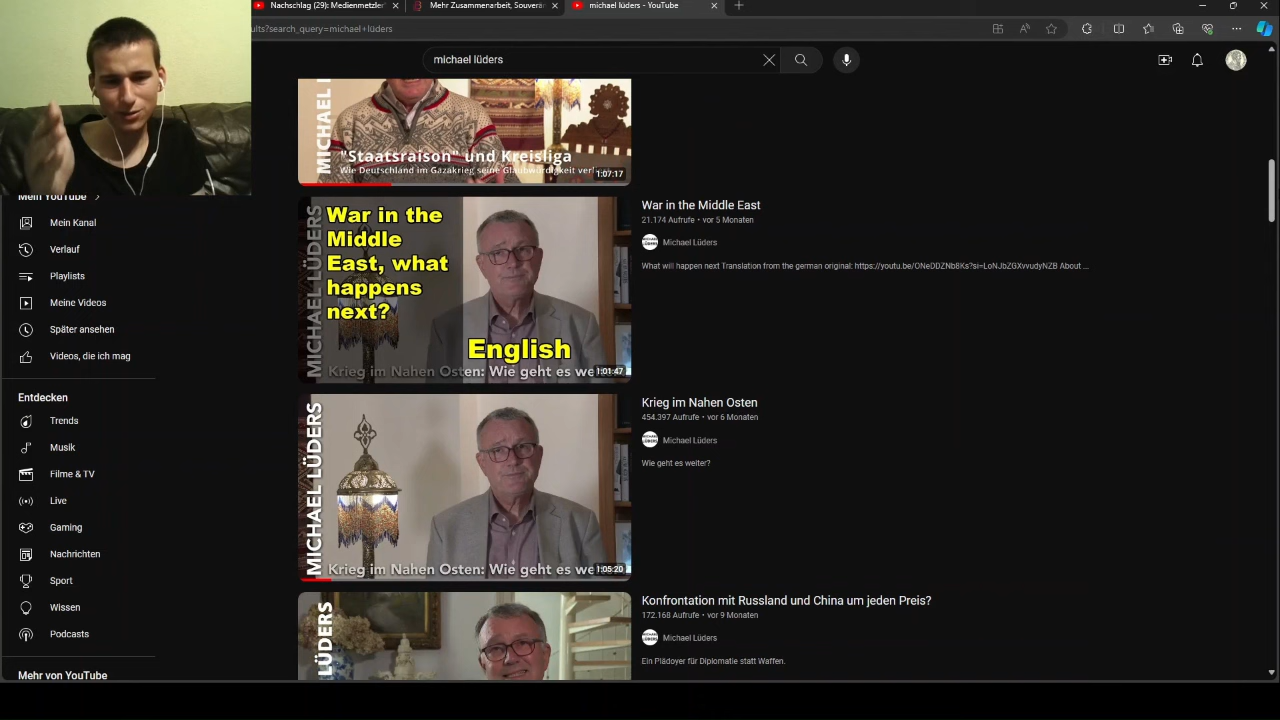 Nachschlag (29): Medienmetzler
Mehr Zusammenarbeit, Souverän
michael lüders - YouTube
ults?search_query=michael+lüders
michael lüders
MICHAEL
"Staatsraison" und Kreisliga
Wie Deutschland im Gazakrieg seine Glaubwürdigkeit verl
1:07:17
Mein YouTube
Mein Kanal
Verlauf
Playlists
Meine Videos
Später ansehen
Videos, die ich mag
Entdecken
Trends
Musik
Filme & TV
Live
Gaming
Nachrichten
Sport
Wissen
Podcasts
Mehr von YouTube
MICHAEL LÜDERS
War in the
Middle
East, what
happens
next?
English
Krieg im Nahen Osten: Wie geht es we
1:01:47
War in the Middle East
21.174 Aufrufe • vor 5 Monaten
Michael Lüders
What will happen next Translation from the german original: https://youtu.be/ONeDDZNb8Ks?si=LoNJbZGXvvudyNZB About ...
MICHAEL LÜDERS
Krieg im Nahen Osten: Wie geht es we
1:05:20
Krieg im Nahen Osten
454.397 Aufrufe • vor 6 Monaten
Michael Lüders
Wie geht es weiter?
LÜDERS
Konfrontation mit Russland und China um jeden Preis?
172.168 Aufrufe • vor 9 Monaten
Michael Lüders
Ein Plädoyer für Diplomatie statt Waffen.